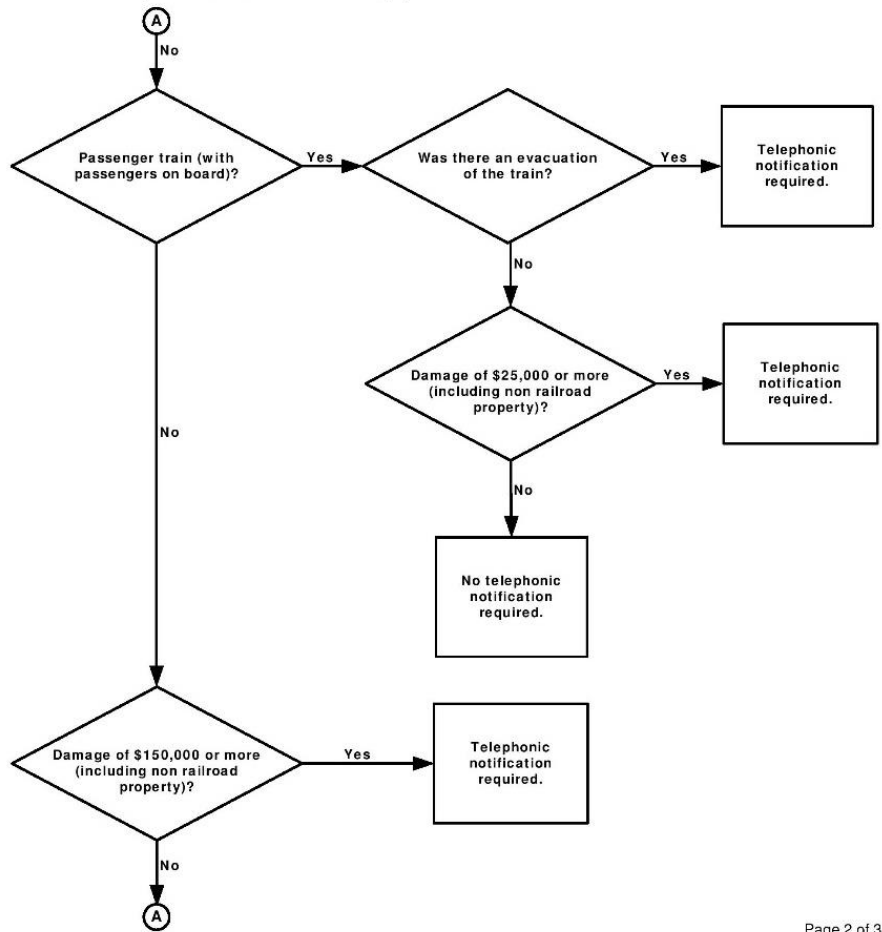 A
No
Passenger train (with
passengers on board)?
Yes
Was there an evacuation
of the train?
Yes
Telephonic
notification
required.
No
Damage of $25,000 or more
(including non railroad
property)?
Yes
Telephonic
notification
required.
No
No
No telephonic
notification
required.
Damage of $150,000 or more
(including non railroad
property)?
Yes
Telephonic
notification
required.
No
A
Page 2 of 3